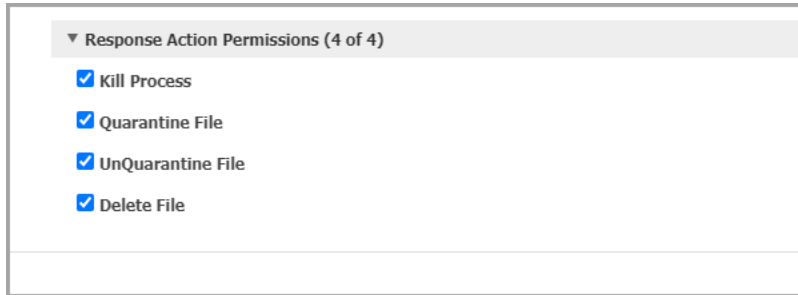 Response Action Permissions (4 of 4)
Kill Process
Quarantine File
UnQuarantine File
Delete File